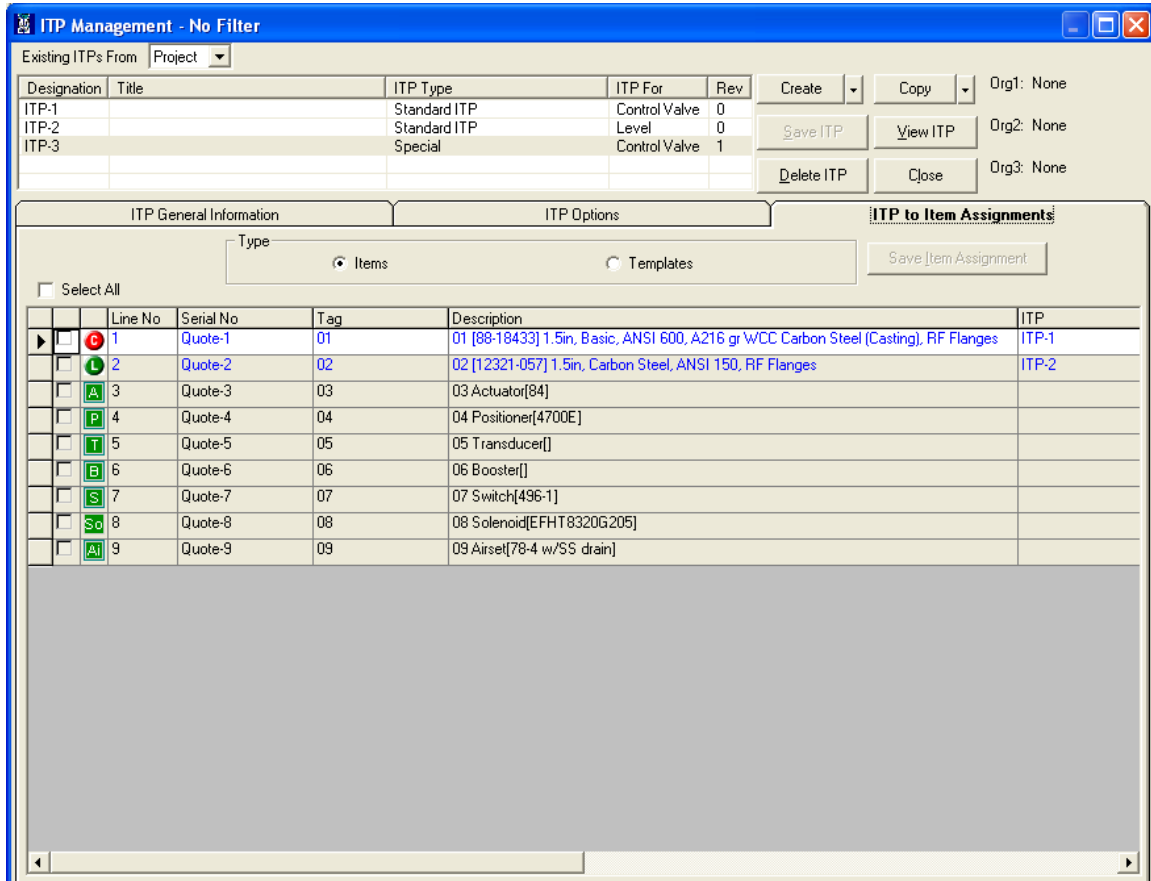 ITP Management - No Filter
Existing ITPs From Project
Designation Title ITP Type ITP For Rev
ITP-1 Standard ITP Control Valve 0
ITP-2 Standard ITP Level 0
ITP-3 Special Control Valve 1
Create Copy Org1: None
Save ITP View ITP Org2: None
Delete ITP Close Org3: None
ITP General Information ITP Options ITP to Item Assignments
Type
Items Templates Save Item Assignment
Select All
Line No Serial No Tag Description ITP
C 1 Quote-1 01 01 [88-18433] 1.5in, Basic, ANSI 600, A216 gr WCC Carbon Steel (Casting), RF Flanges ITP-1
L 2 Quote-2 02 02 [12321-057] 1.5in, Carbon Steel, ANSI 150, RF Flanges ITP-2
A 3 Quote-3 03 03 Actuator[84]
P 4 Quote-4 04 04 Positioner[4700E]
T 5 Quote-5 05 05 Transducer[]
B 6 Quote-6 06 06 Booster[]
S 7 Quote-7 07 07 Switch[496-1]
So 8 Quote-8 08 08 Solenoid[EFHT8320G205]
Ai 9 Quote-9 09 09 Airset[78-4 w/SS drain]